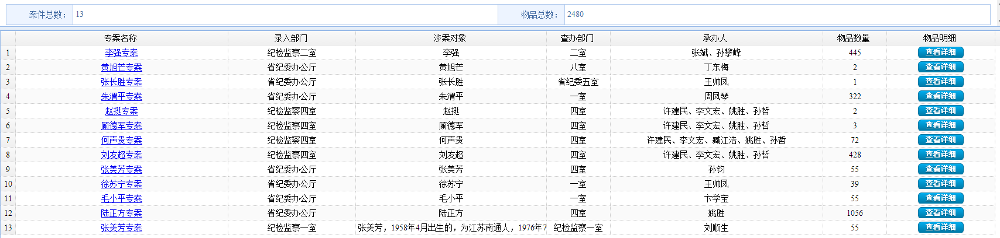 案件总数： 13 物品总数： 2480
专案名称 录入部门 涉案对象 查办部门 承办人 物品数量 物品明细
1 李强专案 纪检监察二室 李强 二室 张斌、孙攀峰 445 查看详细
2 黄旭芒专案 省纪委办公厅 黄旭芒 八室 丁东梅 2 查看详细
3 张长胜专案 省纪委办公厅 张长胜 省纪委五室 王帅凤 1 查看详细
4 朱渭平专案 省纪委办公厅 朱渭平 一室 周凤琴 322 查看详细
5 赵挺专案 纪检监察四室 赵挺 四室 许建民、李文宏、姚胜、孙哲 2 查看详细
6 顾德军专案 纪检监察四室 顾德军 四室 许建民、李文宏、姚胜、孙哲 3 查看详细
7 何声贵专案 纪检监察四室 何声贵 四室 许建民、李文宏、臧江浩、姚胜、孙哲 72 查看详细
8 刘友超专案 纪检监察四室 刘友超 四室 许建民、李文宏、姚胜、孙哲 428 查看详细
9 张美芳专案 省纪委办公厅 张美芳 四室 孙钧 55 查看详细
10 徐苏宁专案 省纪委办公厅 徐苏宁 一室 王帅凤 39 查看详细
11 毛小平专案 省纪委办公厅 毛小平 一室 卞学宝 55 查看详细
12 陆正方专案 省纪委办公厅 陆正方 四室 姚胜 1056 查看详细
13 张美芳专案 纪检监察一室 张美芳，1958年4月出生的，为江苏南通人，1976年7 纪检监察一室 刘顺生 55 查看详细